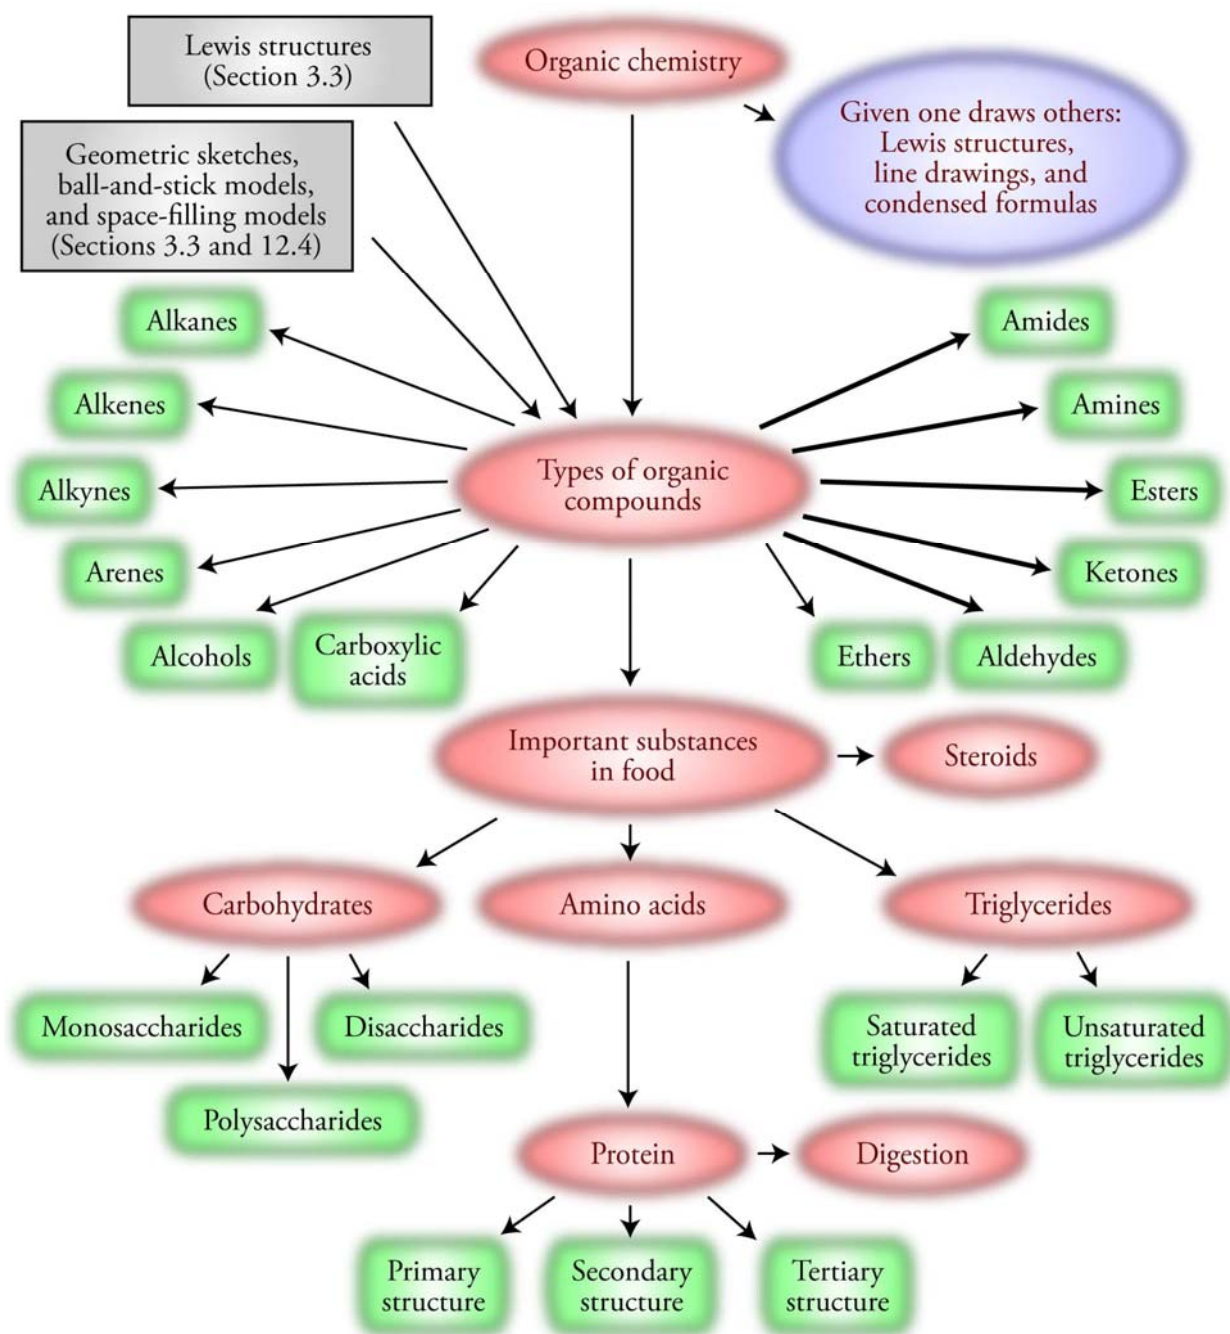 Lewis structures
(Section 3.3)
Organic chemistry
Given one draws others:
Lewis structures,
line drawings, and
condensed formulas
Geometric sketches,
ball-and-stick models,
and space-filling models
(Sections 3.3 and 12.4)
Alkanes
Amides
Alkenes
Amines
Types of organic
compounds
Alkynes
Esters
Arenes
Ketones
Alcohols
Carboxylic
acids
Ethers
Aldehydes
Important substances
in food
Steroids
Carbohydrates
Amino acids
Triglycerides
Monosaccharides
Disaccharides
Saturated
triglycerides
Unsaturated
triglycerides
Polysaccharides
Protein
Digestion
Primary
structure
Secondary
structure
Tertiary
structure